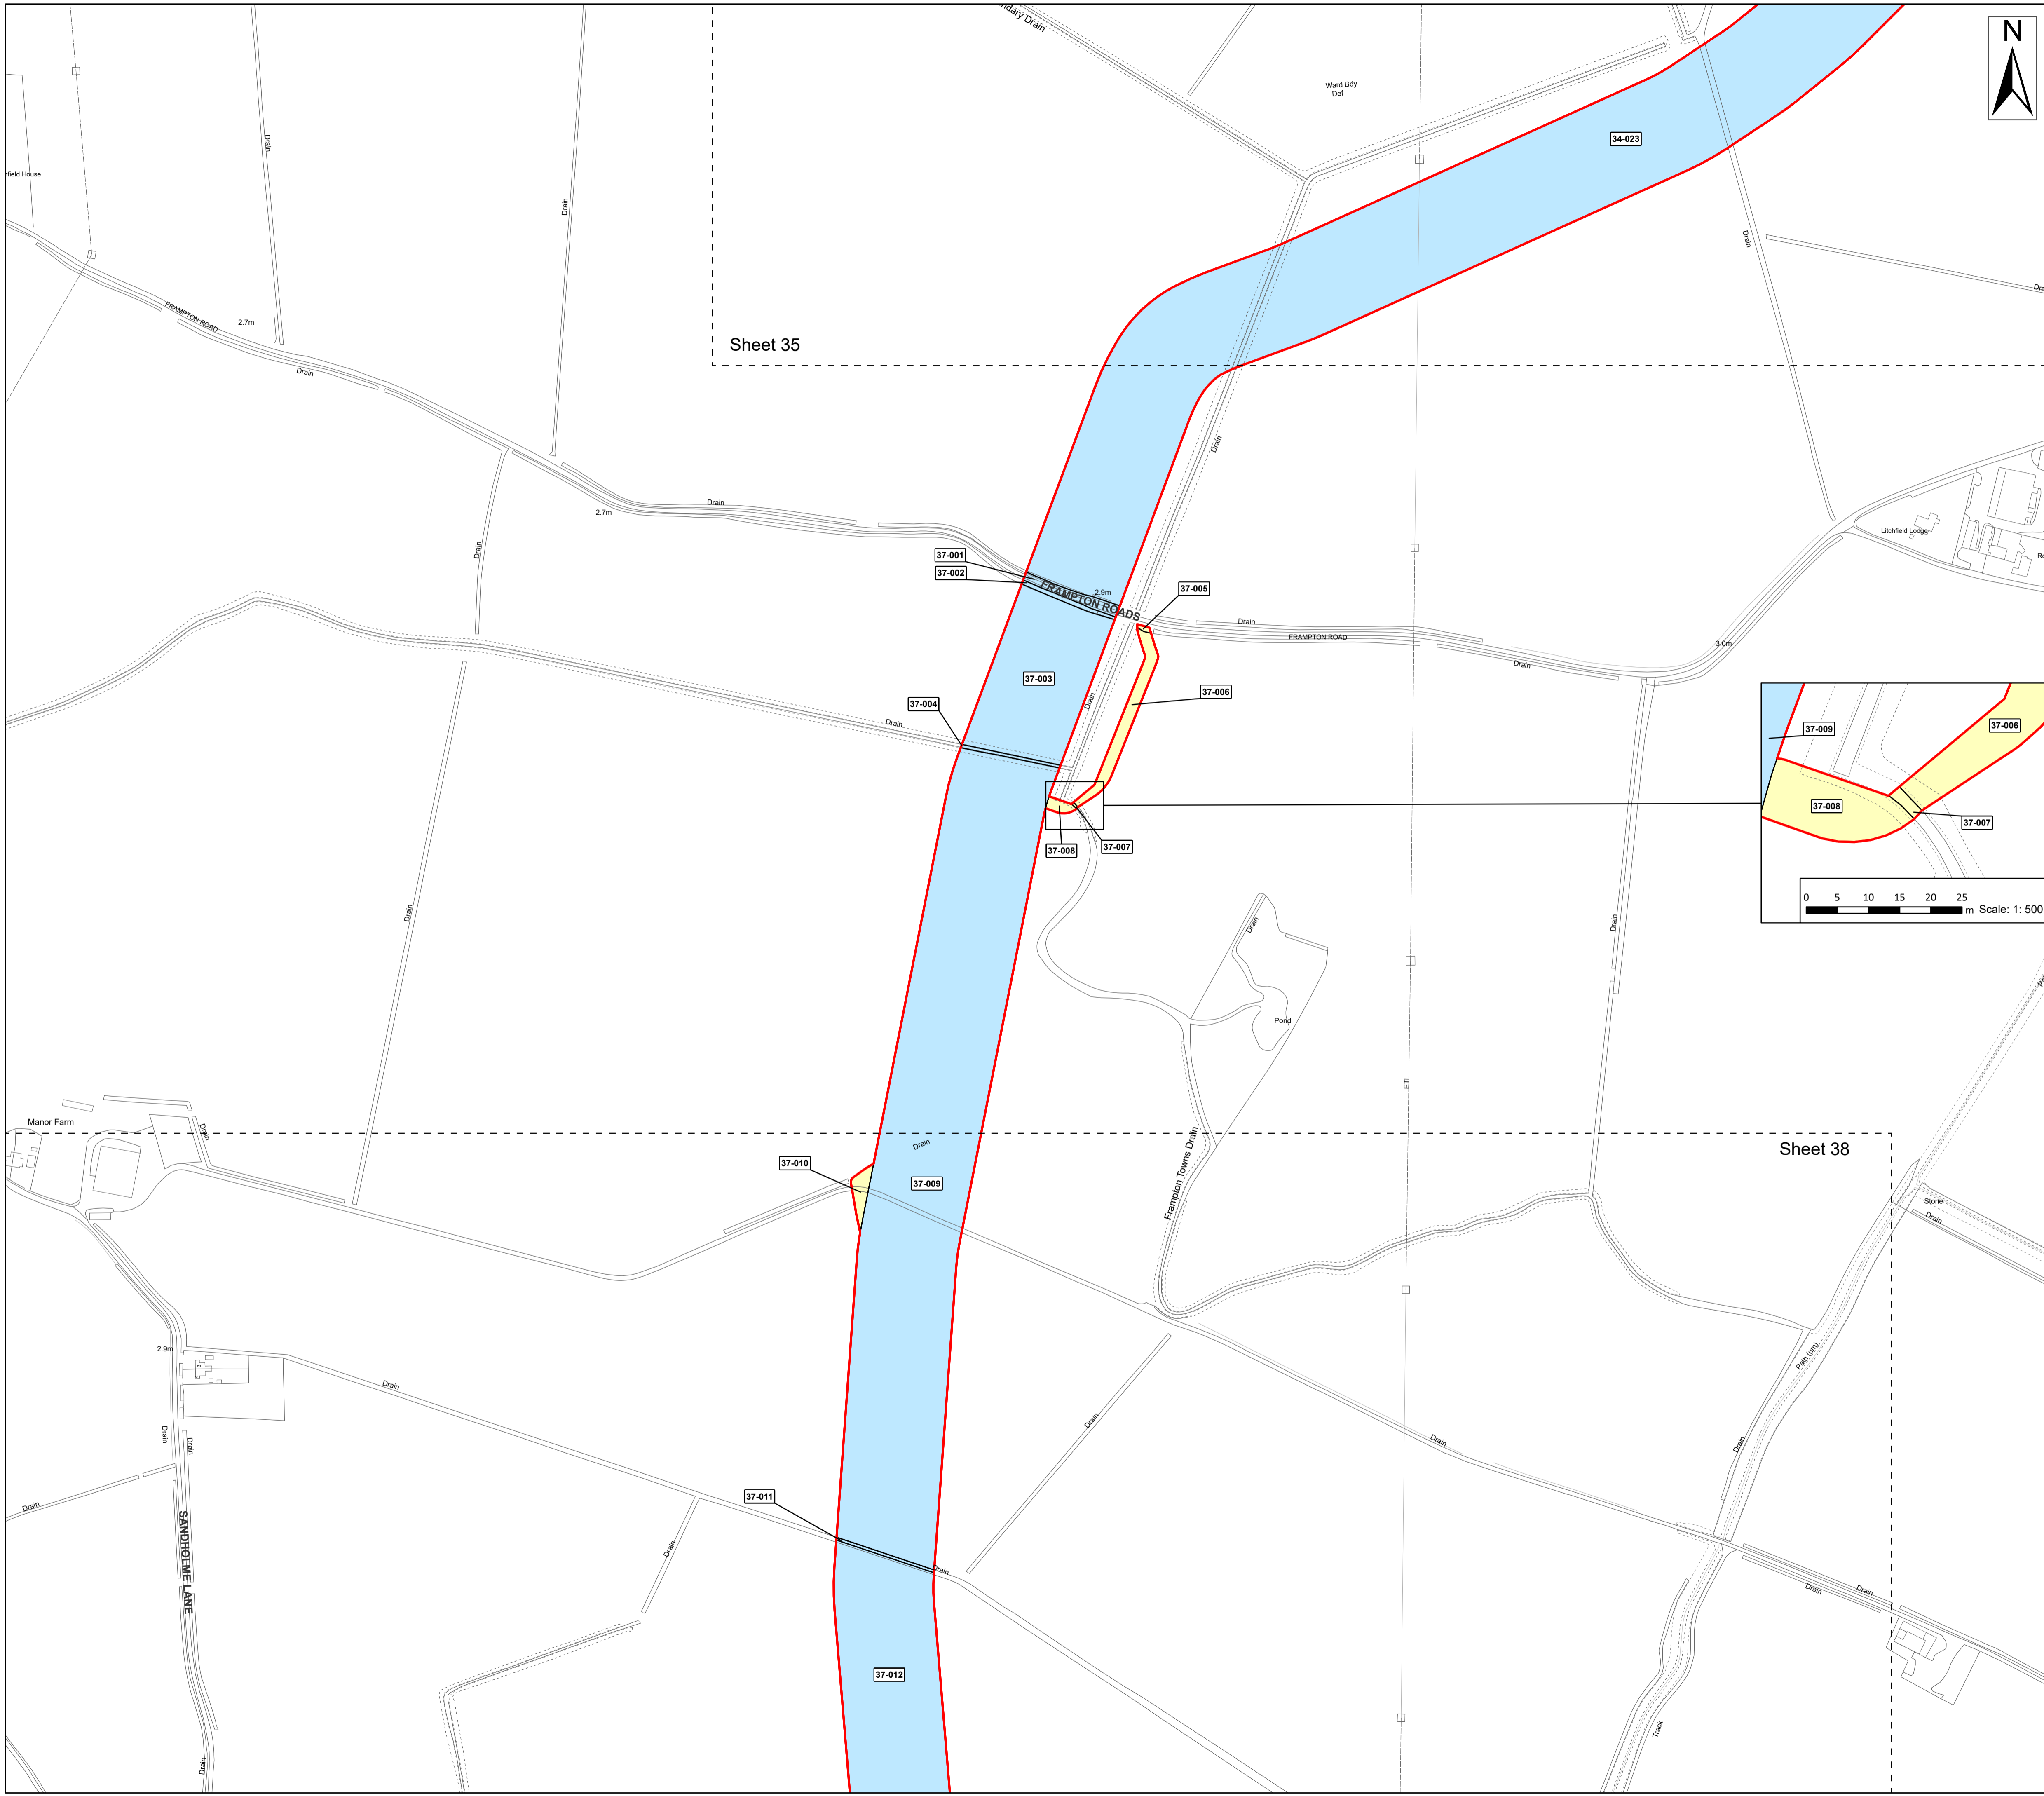 N
Ward Bdy
Def
34-023
Drain
Drain
Drain
FRAMPTON ROAD
2.7m
Drain
Sheet 35
Drain
Drain
2.7m
Drain
Litchfield Lodge
37-001
37-002
FRAMPTON ROADS
2.9m
37-005
Drain
FRAMPTON ROAD
Drain
3.0m
Drain
37-003
37-006
Drain
37-004
Drain
37-009
37-006
37-008
37-007
37-008
37-007
0 5 10 15 20 25
m Scale: 1: 500
Drain
Drain
Drain
Pond
ETL
Manor Farm
Drain
Drain
Sheet 38
37-010
37-009
Frampton Towns Drain
Stone
Drain
2.9m
Drain
Path (um)
Drain
Drain
Drain
Drain
Drain
Drain
37-011
SANDHOLME LANE
Drain
Drain
Drain
Drain
37-012
Track
Drain